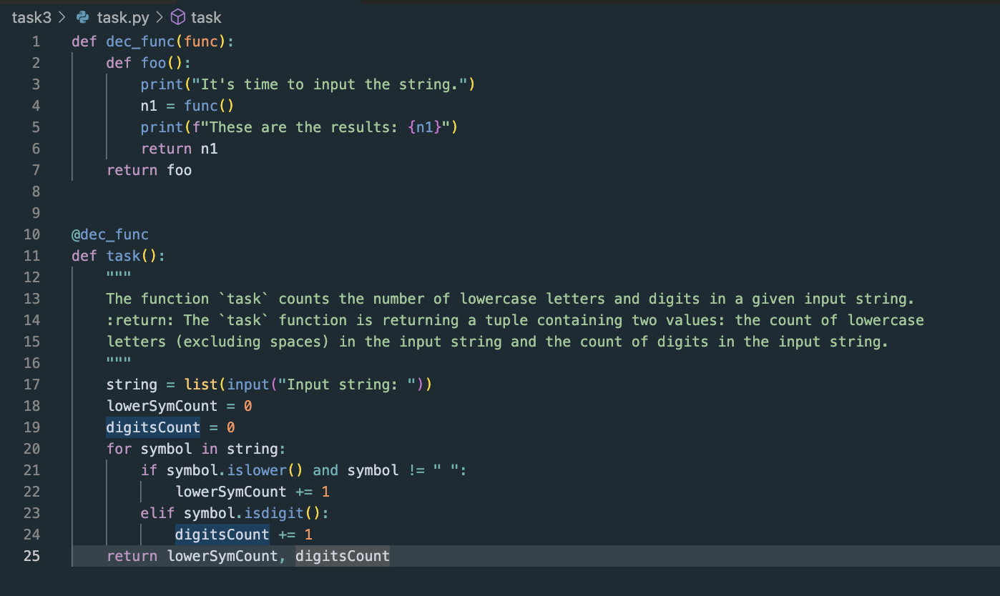 task3 > task.py > task
1 def dec_func(func):
2     def foo():
3         print("It's time to input the string.")
4         n1 = func()
5         print(f"These are the results: {n1}")
6         return n1
7     return foo
8
9
10 @dec_func
11 def task():
12     """
13     The function `task` counts the number of lowercase letters and digits in a given input string.
14     :return: The `task` function is returning a tuple containing two values: the count of lowercase
15     letters (excluding spaces) in the input string and the count of digits in the input string.
16     """
17     string = list(input("Input string: "))
18     lowerSymCount = 0
19     digitsCount = 0
20     for symbol in string:
21         if symbol.islower() and symbol != " ":
22             lowerSymCount += 1
23         elif symbol.isdigit():
24             digitsCount += 1
25     return lowerSymCount, digitsCount